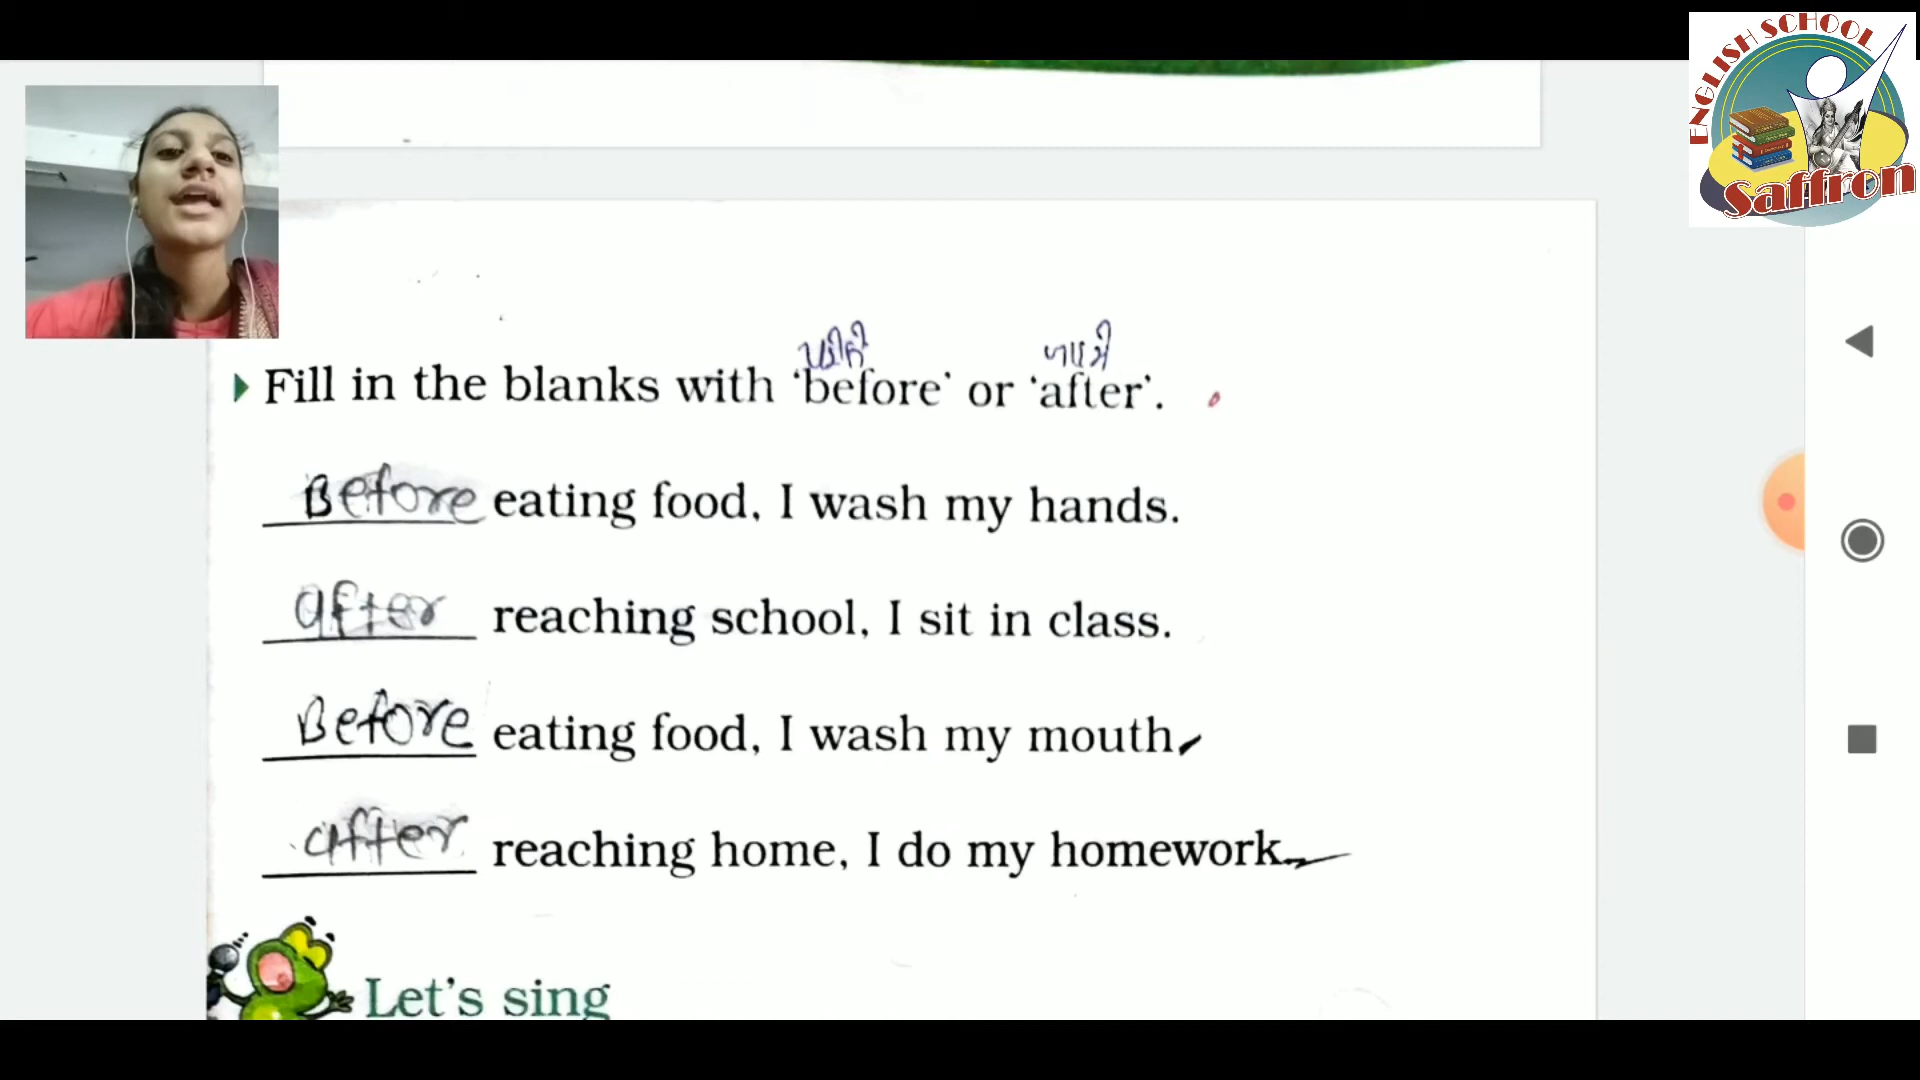 ENGLISH SCHOOL
Saffron
Fill in the blanks with ‘before’ or ‘after’.
Before eating food, I wash my hands.
after reaching school, I sit in class.
Before eating food, I wash my mouth.
after reaching home, I do my homework.
Let's sing